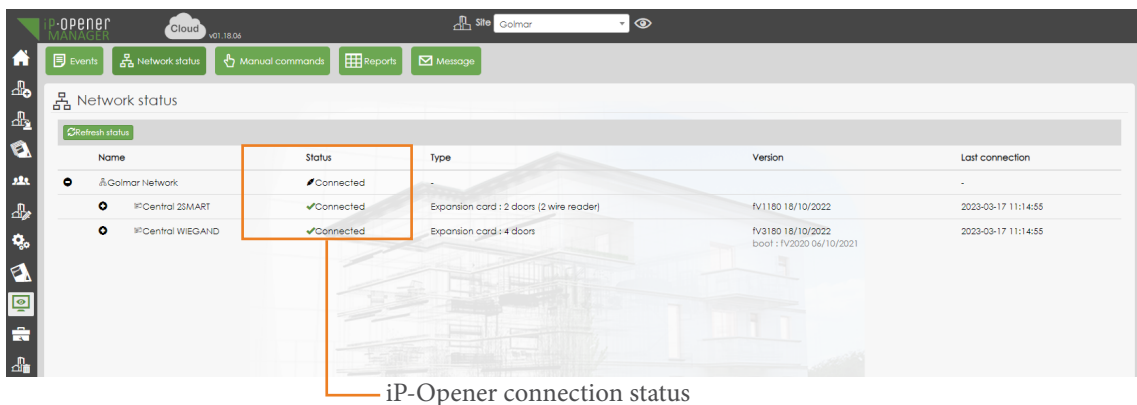 iP-OPENER MANAGER Cloud v01.18.06 Site Golmar
Events Network status Manual commands Reports Message
Network status
Refresh status
Name Status Type Version Last connection
Golmar Network Connected - -
Central 2SMART Connected Expansion card : 2 doors (2 wire reader) fV1180 18/10/2022 2023-03-17 11:14:55
Central WIEGAND Connected Expansion card : 4 doors fV3180 18/10/2022 2023-03-17 11:14:55
boot : fV2020 06/10/2021
iP-Opener connection status